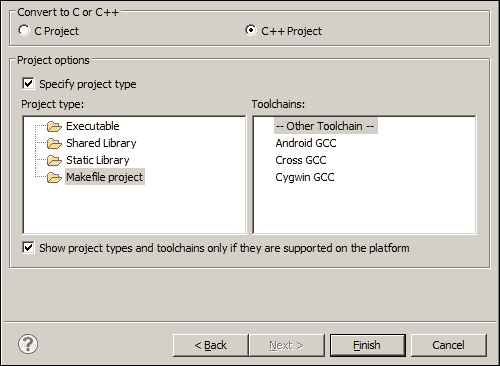 Convert to C or C++
C Project
C++ Project
Project options
Specify project type
Project type:
Toolchains:
Executable
Shared Library
Static Library
Makefile project
-- Other Toolchain --
Android GCC
Cross GCC
Cygwin GCC
Show project types and toolchains only if they are supported on the platform
?
< Back
Next >
Finish
Cancel